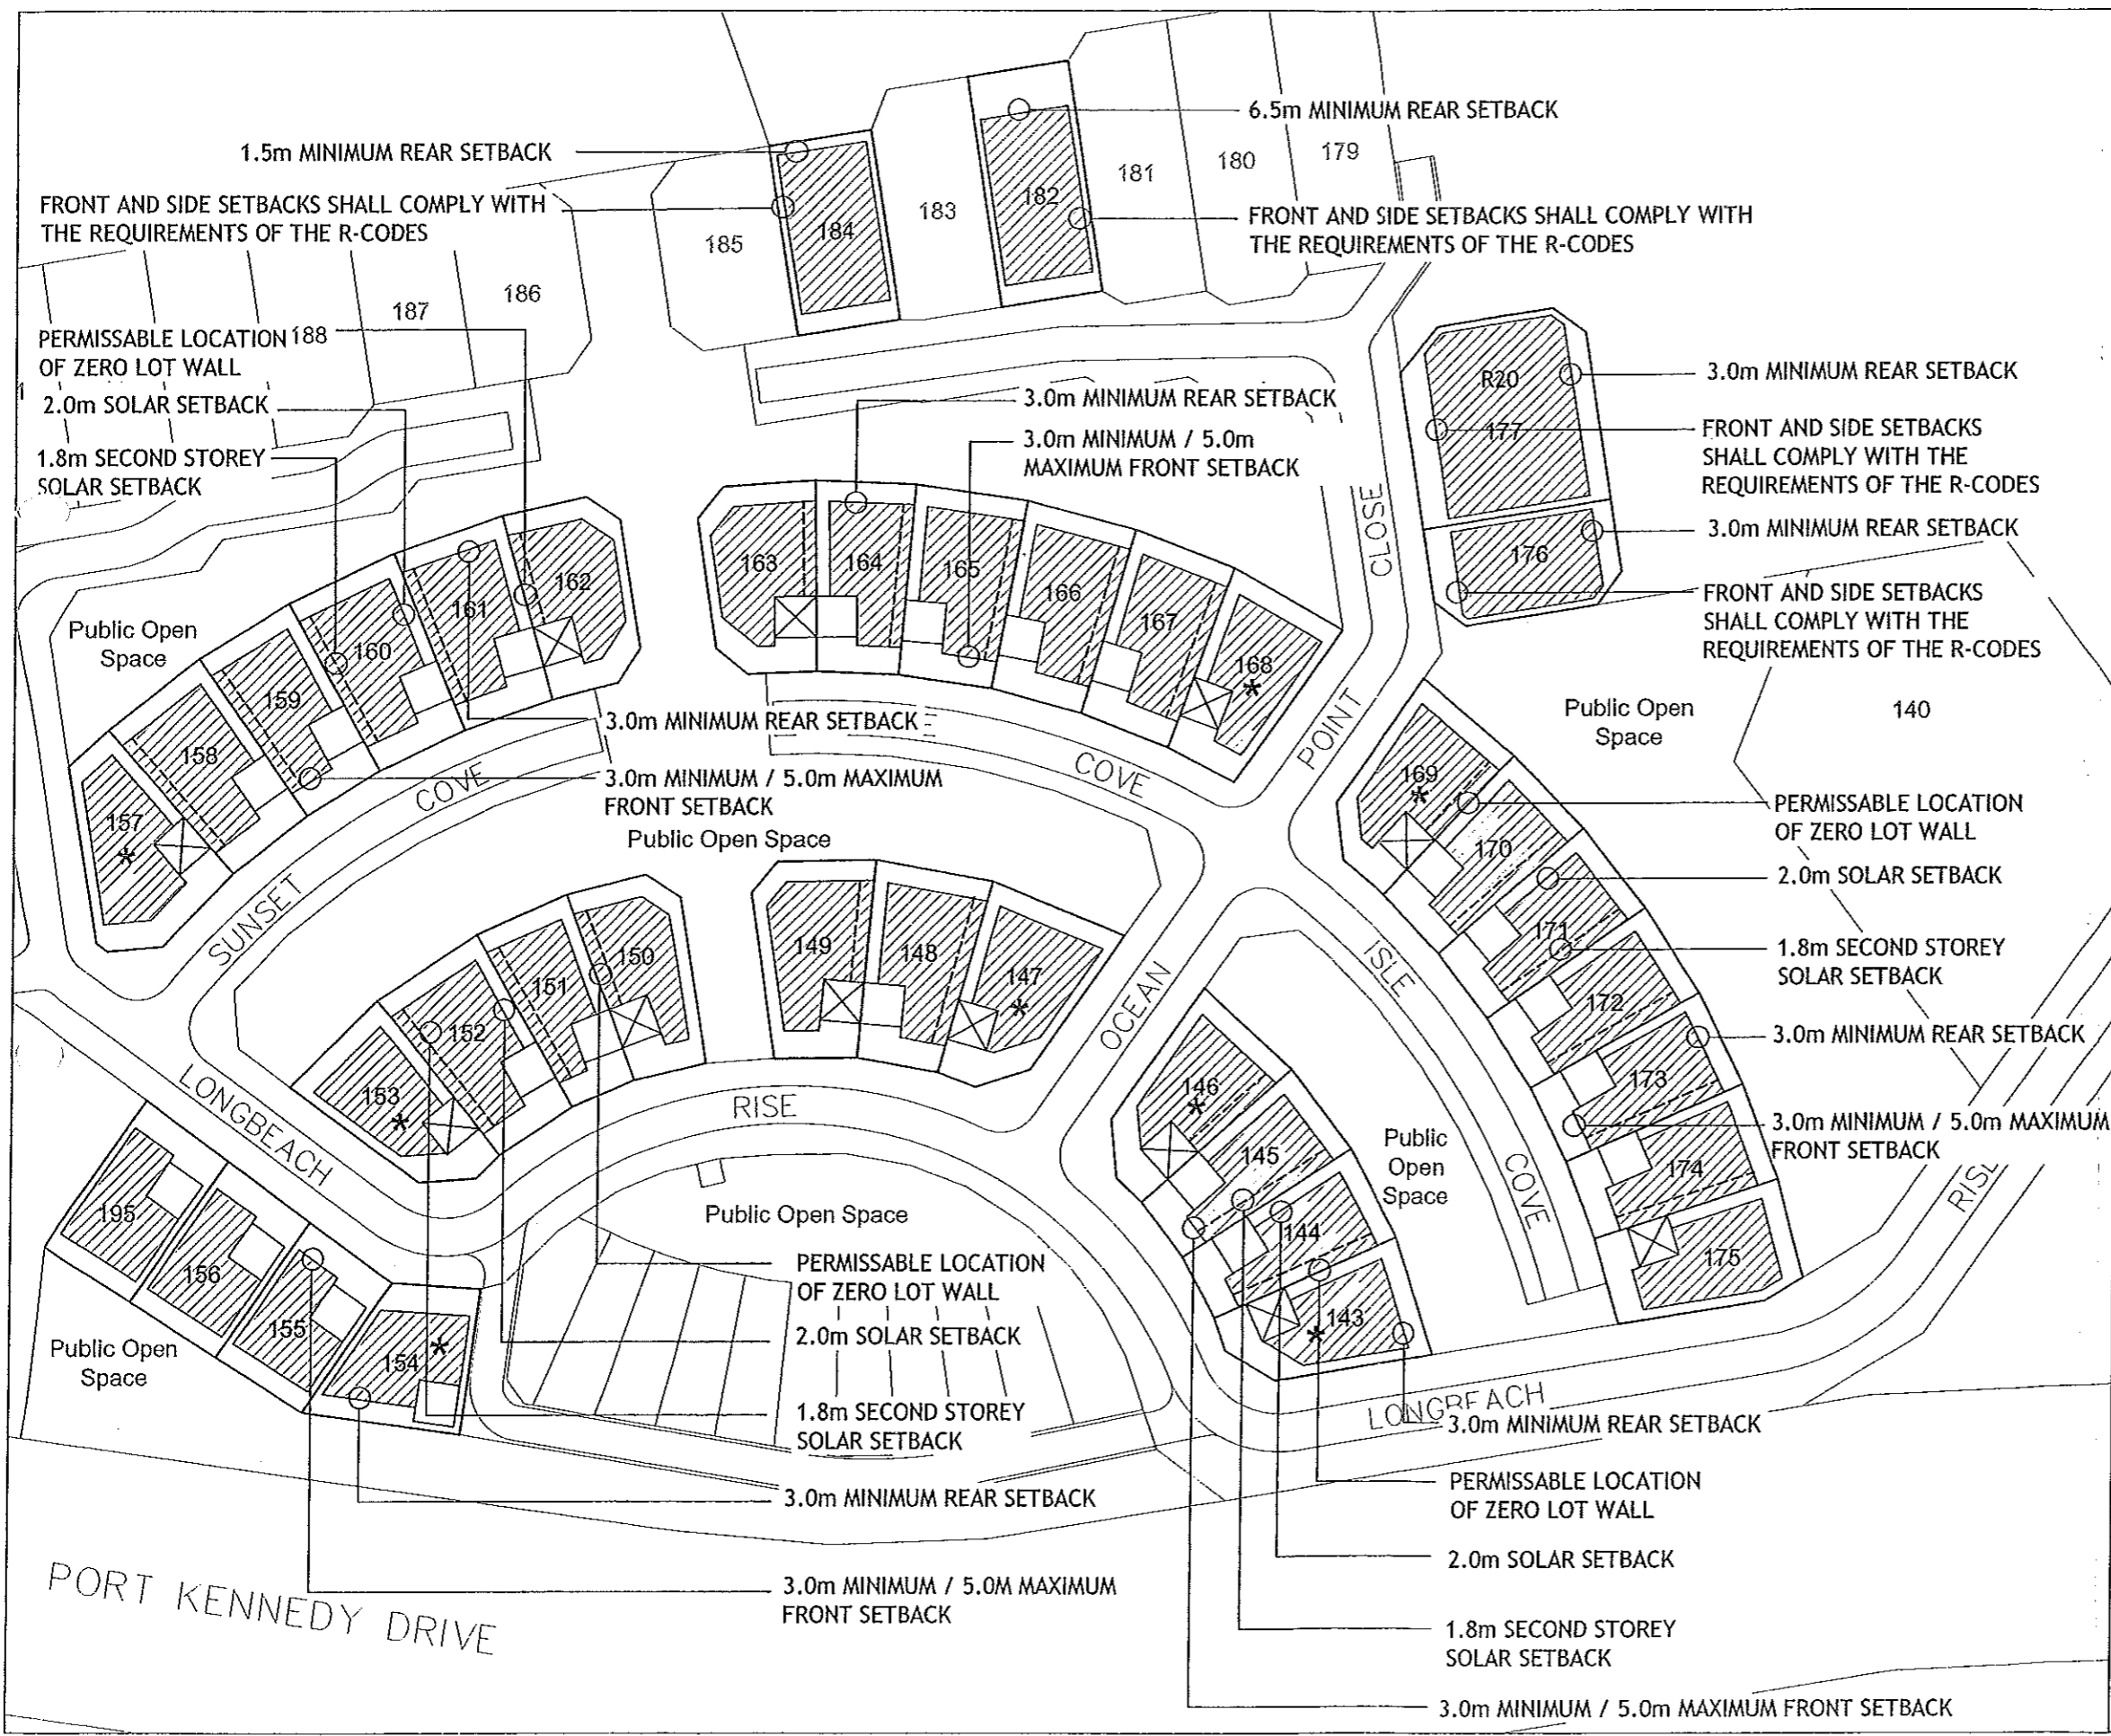 6.5m MINIMUM REAR SETBACK
1.5m MINIMUM REAR SETBACK
FRONT AND SIDE SETBACKS SHALL COMPLY WITH
THE REQUIREMENTS OF THE R-CODES
FRONT AND SIDE SETBACKS SHALL COMPLY WITH
THE REQUIREMENTS OF THE R-CODES
179
180
181
182
183
184
185
186
187
188
PERMISSABLE LOCATION
OF ZERO LOT WALL
2.0m SOLAR SETBACK
1.8m SECOND STOREY
SOLAR SETBACK
3.0m MINIMUM REAR SETBACK
3.0m MINIMUM / 5.0m
MAXIMUM FRONT SETBACK
R20
177
176
3.0m MINIMUM REAR SETBACK
FRONT AND SIDE SETBACKS
SHALL COMPLY WITH THE
REQUIREMENTS OF THE R-CODES
3.0m MINIMUM REAR SETBACK
FRONT AND SIDE SETBACKS
SHALL COMPLY WITH THE
REQUIREMENTS OF THE R-CODES
Public Open
Space
157
*
158
159
160
161
162
163
164
165
166
167
168
*
3.0m MINIMUM REAR SETBACK
3.0m MINIMUM / 5.0m MAXIMUM
FRONT SETBACK
Public Open Space
SUNSET
COVE
COVE
OCEAN
POINT
CLOSE
Public Open
Space
140
169
*
170
171
172
173
174
175
PERMISSABLE LOCATION
OF ZERO LOT WALL
2.0m SOLAR SETBACK
1.8m SECOND STOREY
SOLAR SETBACK
3.0m MINIMUM REAR SETBACK
3.0m MINIMUM / 5.0m MAXIMUM
FRONT SETBACK
ISLE
COVE
153
*
152
151
150
149
148
147
*
RISE
LONGBEACH
146
*
145
144
143
*
Public
Open
Space
195
156
155
154
*
Public Open
Space
Public Open Space
PERMISSABLE LOCATION
OF ZERO LOT WALL
2.0m SOLAR SETBACK
1.8m SECOND STOREY
SOLAR SETBACK
3.0m MINIMUM REAR SETBACK
3.0m MINIMUM / 5.0M MAXIMUM
FRONT SETBACK
LONGBEACH
RISE
3.0m MINIMUM REAR SETBACK
PERMISSABLE LOCATION
OF ZERO LOT WALL
2.0m SOLAR SETBACK
1.8m SECOND STOREY
SOLAR SETBACK
3.0m MINIMUM / 5.0m MAXIMUM FRONT SETBACK
PORT KENNEDY DRIVE